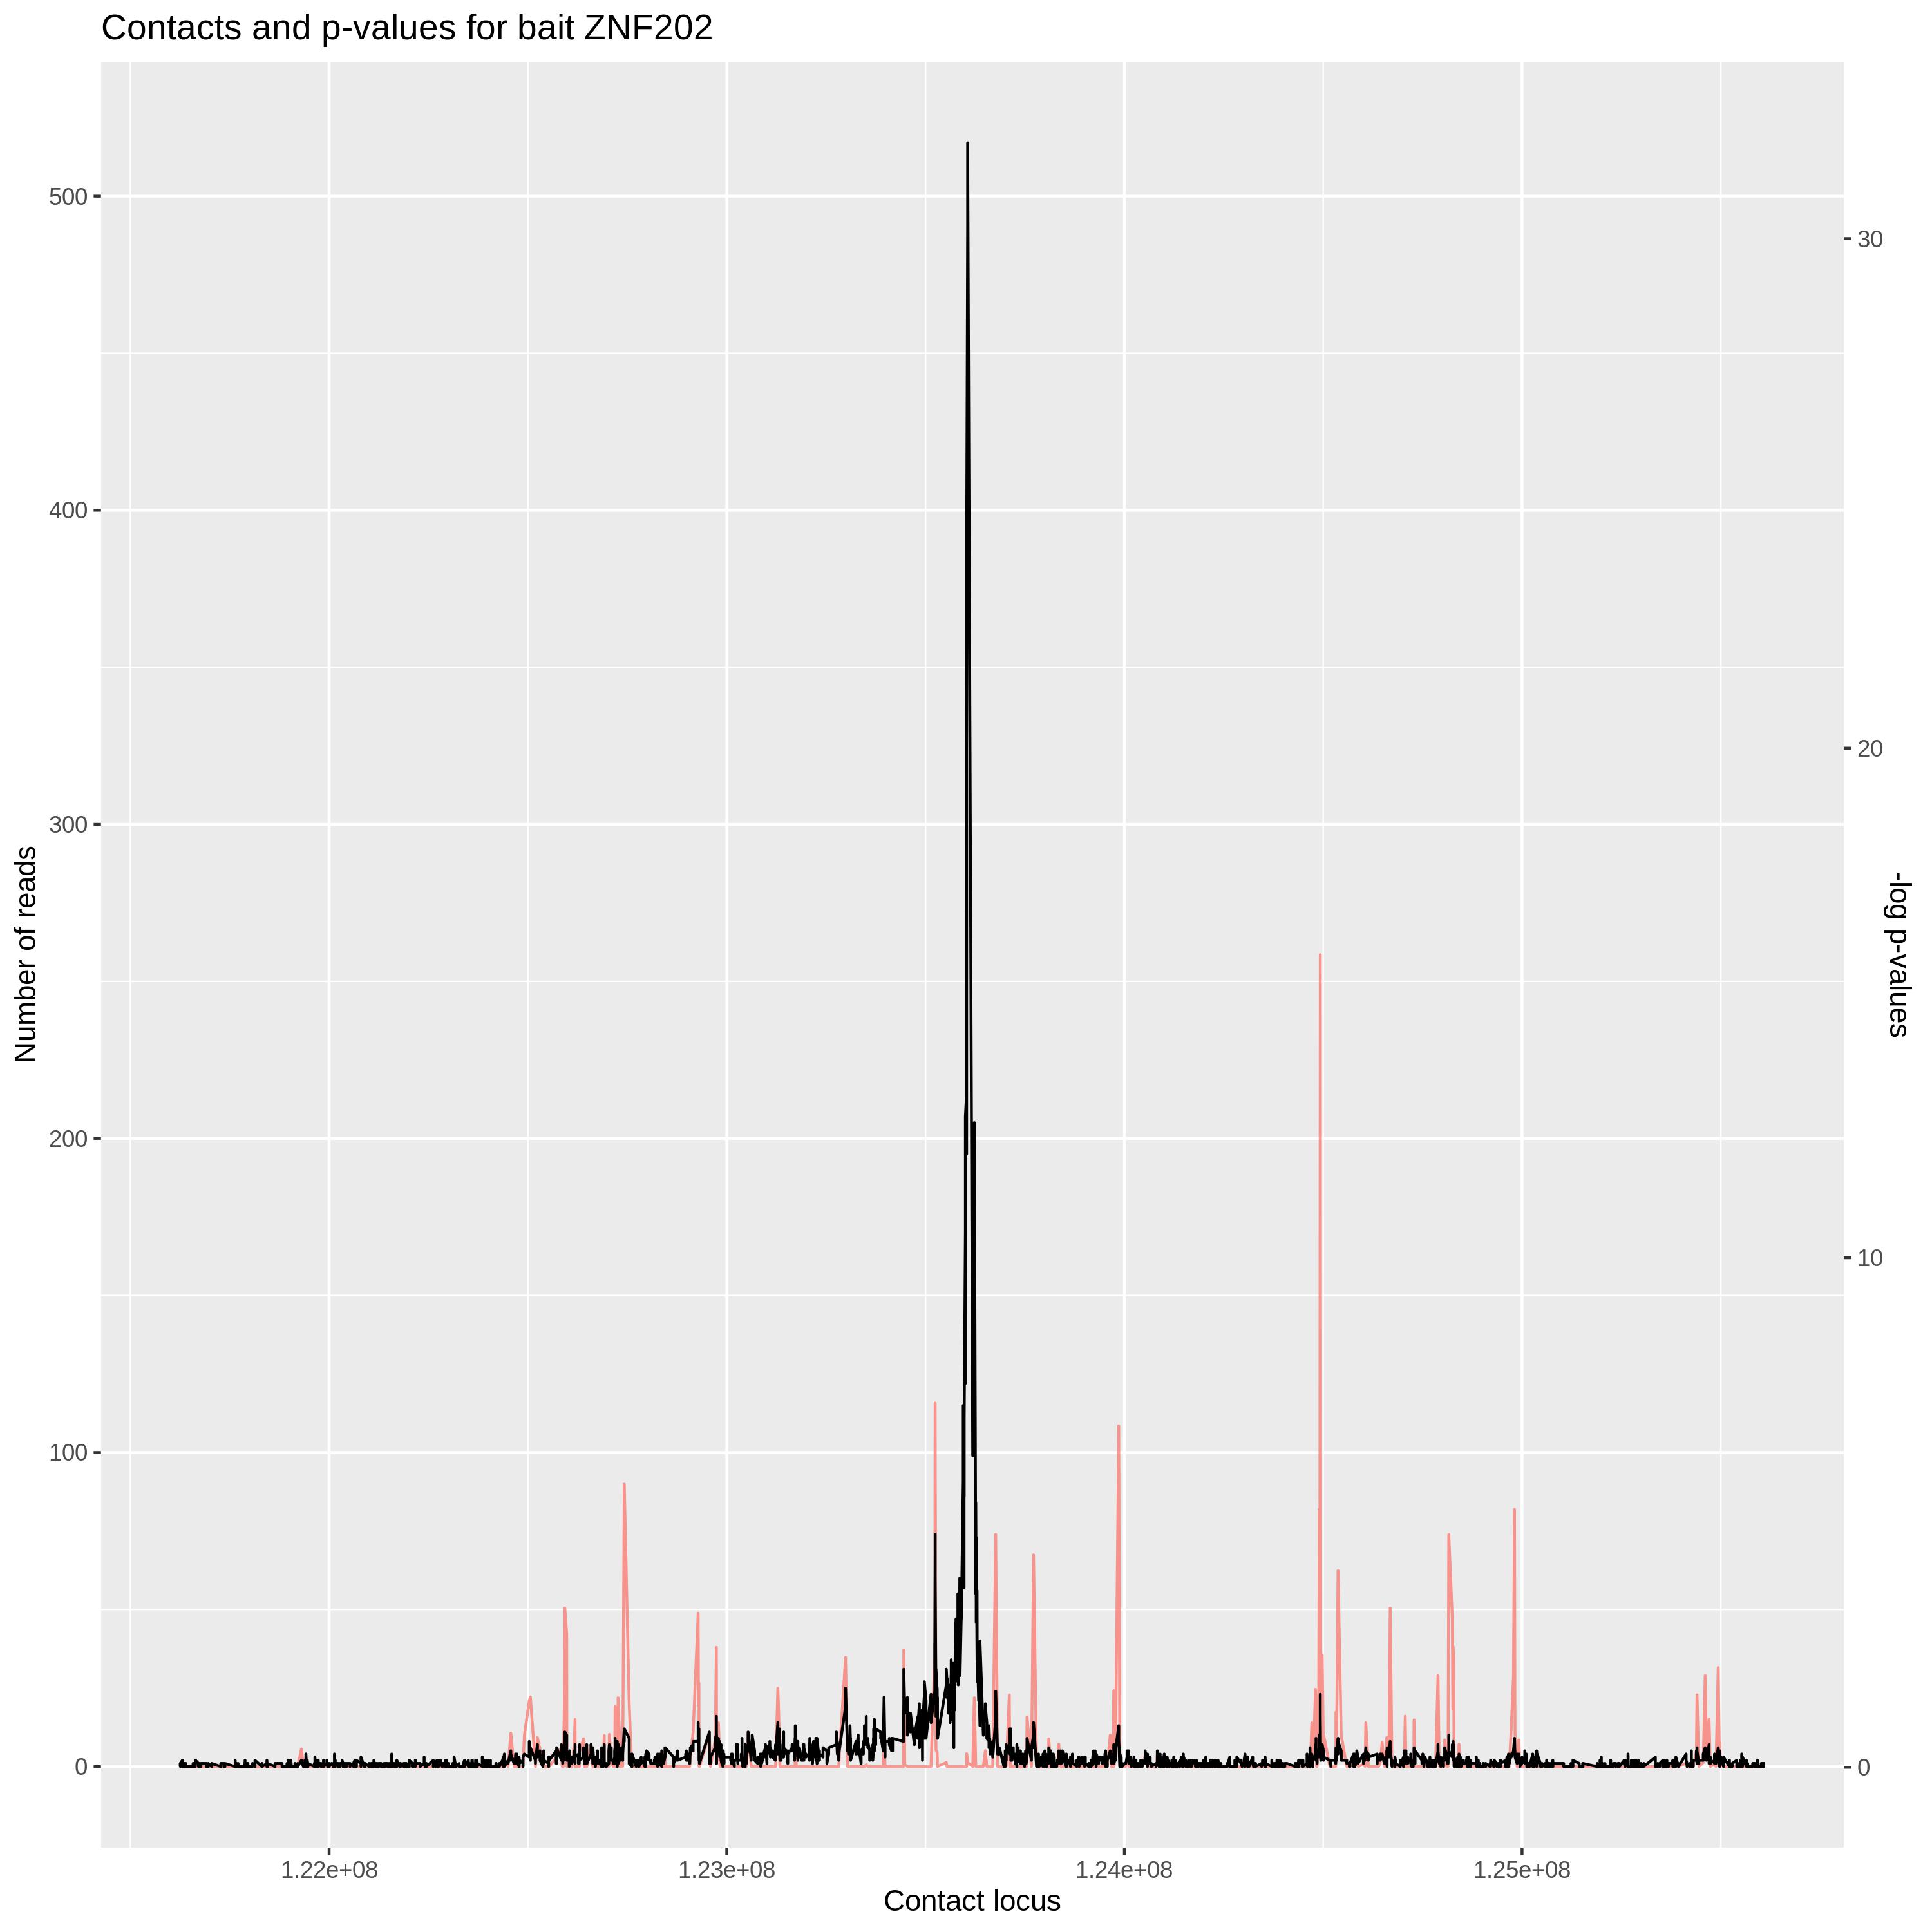 Contacts and p-values for bait ZNF202
500
400
300
200
100
0
Number of reads
30
20
10
0
-log p-values
1.22e+08
1.23e+08
1.24e+08
1.25e+08
Contact locus